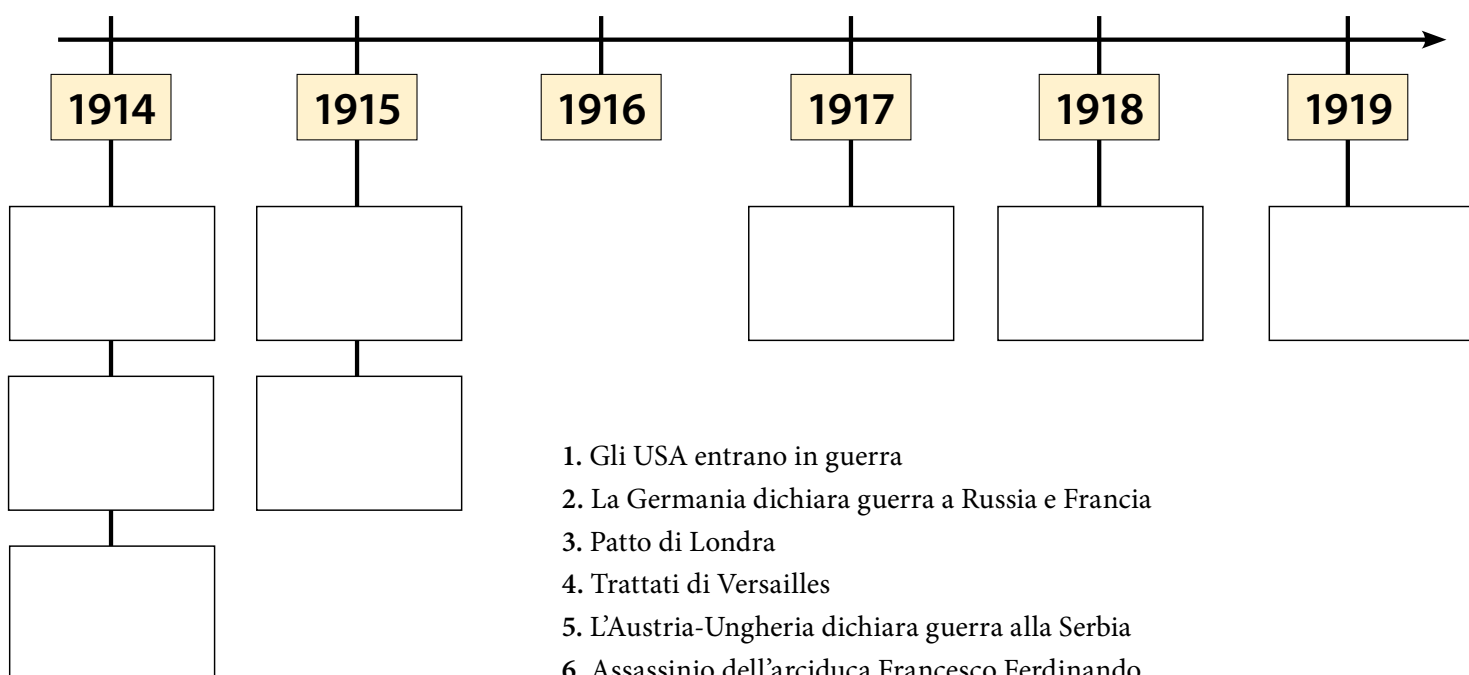 1914
1915
1916
1917
1918
1919
1. Gli USA entrano in guerra
2. La Germania dichiara guerra a Russia e Francia
3. Patto di Londra
4. Trattati di Versailles
5. L’Austria-Ungheria dichiara guerra alla Serbia
6. Assassinio dell’arciduca Francesco Ferdinando